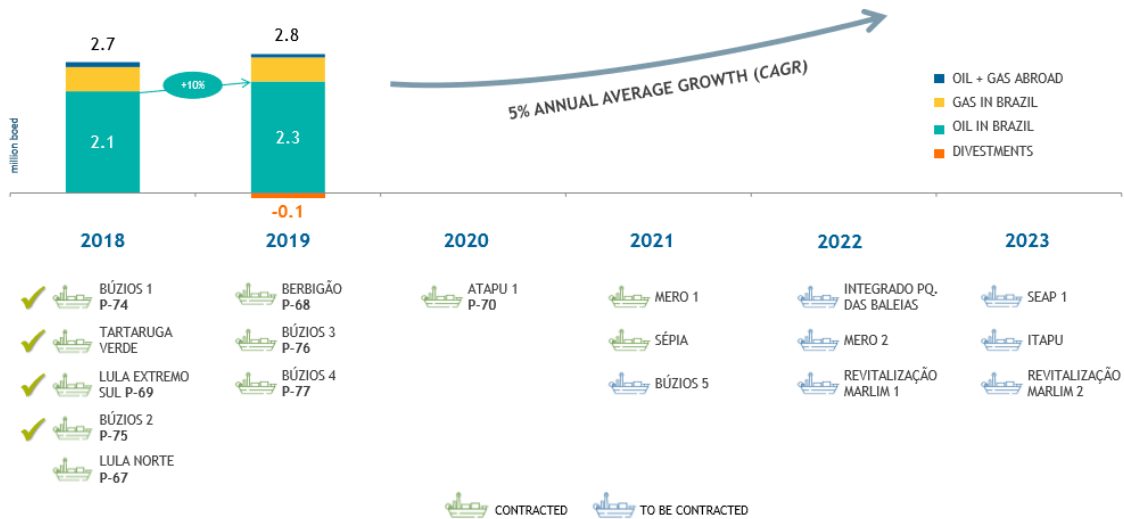 2.7
2.8
+10%
2.1
2.3
-0.1
million boed
5% ANNUAL AVERAGE GROWTH (CAGR)
OIL + GAS ABROAD
GAS IN BRAZIL
OIL IN BRAZIL
DIVESTMENTS
2018
2019
2020
2021
2022
2023
BÚZIOS 1
P-74
TARTARUGA
VERDE
LULA EXTREMO
SUL P-69
BÚZIOS 2
P-75
LULA NORTE
P-67
BERBIGÃO
P-68
BÚZIOS 3
P-76
BÚZIOS 4
P-77
ATAPU 1
P-70
MERO 1
SÉPIA
BÚZIOS 5
INTEGRADO PQ.
DAS BALEIAS
MERO 2
REVITALIZAÇÃO
MARLIM 1
SEAP 1
ITAPU
REVITALIZAÇÃO
MARLIM 2
CONTRACTED
TO BE CONTRACTED